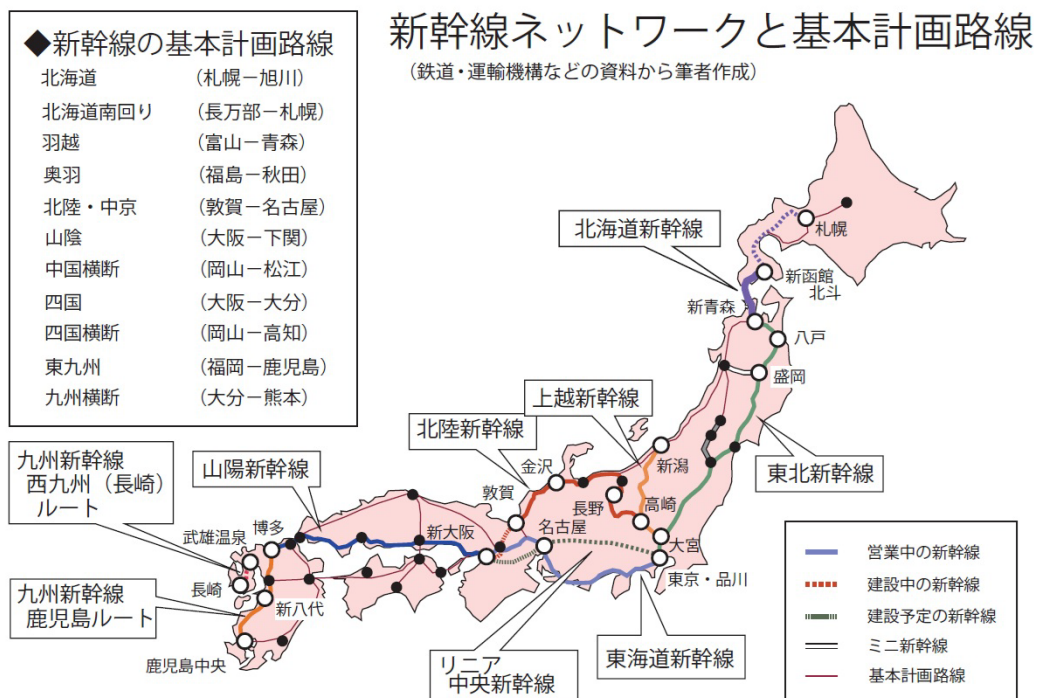 新幹線ネットワークと基本計画路線
（鉄道・運輸機構などの資料から筆者作成）
◆新幹線の基本計画路線
北海道 （札幌－旭川）
北海道南回り （長万部－札幌）
羽越 （富山－青森）
奥羽 （福島－秋田）
北陸・中京 （敦賀－名古屋）
山陰 （大阪－下関）
中国横断 （岡山－松江）
四国 （大阪－大分）
四国横断 （岡山－高知）
東九州 （福岡－鹿児島）
九州横断 （大分－熊本）
北海道新幹線
札幌
新函館
北斗
新青森
八戸
盛岡
上越新幹線
北陸新幹線
東北新幹線
新潟
金沢
長野
高崎
敦賀
名古屋
大宮
東京・品川
九州新幹線
西九州（長崎）
ルート
山陽新幹線
新大阪
博多
武雄温泉
長崎
新八代
九州新幹線
鹿児島ルート
鹿児島中央
リニア
中央新幹線
東海道新幹線
営業中の新幹線
建設中の新幹線
建設予定の新幹線
ミニ新幹線
基本計画路線